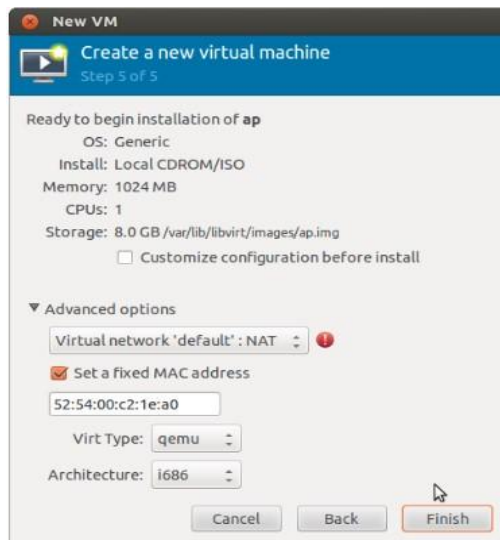 New VM
Create a new virtual machine
Step 5 of 5
Ready to begin installation of ap
OS: Generic
Install: Local CDROM/ISO
Memory: 1024 MB
CPUs: 1
Storage: 8.0 GB /var/lib/libvirt/images/ap.img
Customize configuration before install
Advanced options
Virtual network 'default' : NAT
Set a fixed MAC address
52:54:00:c2:1e:a0
Virt Type: qemu
Architecture: i686
Cancel Back Finish